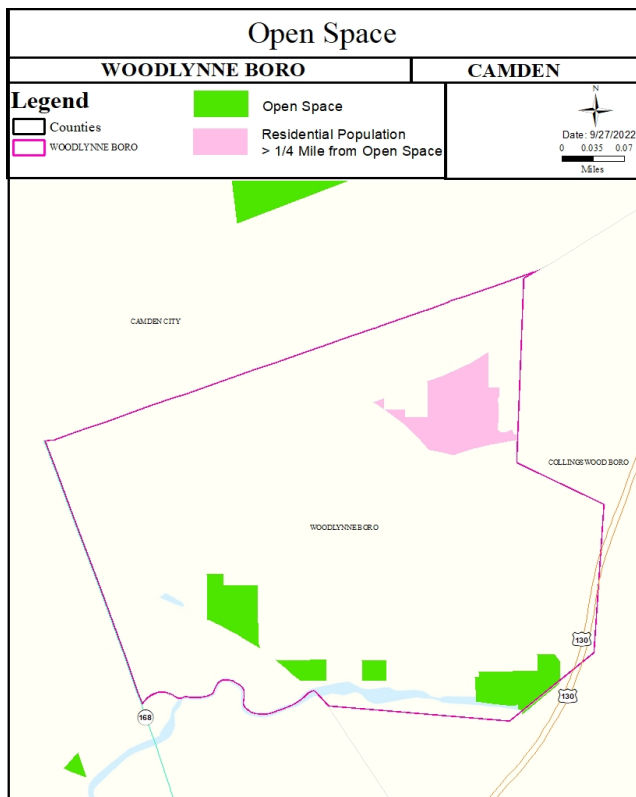 Open Space
WOODLYNNE BORO
CAMDEN
Legend
Counties
WOODLYNNE BORO
Open Space
Residential Population
> 1/4 Mile from Open Space
N
Date: 9/27/2022
0 0.035 0.07
Miles
CAMDEN CITY
COLLINGSWOOD BORO
WOODLYNNE BORO
130
130
168